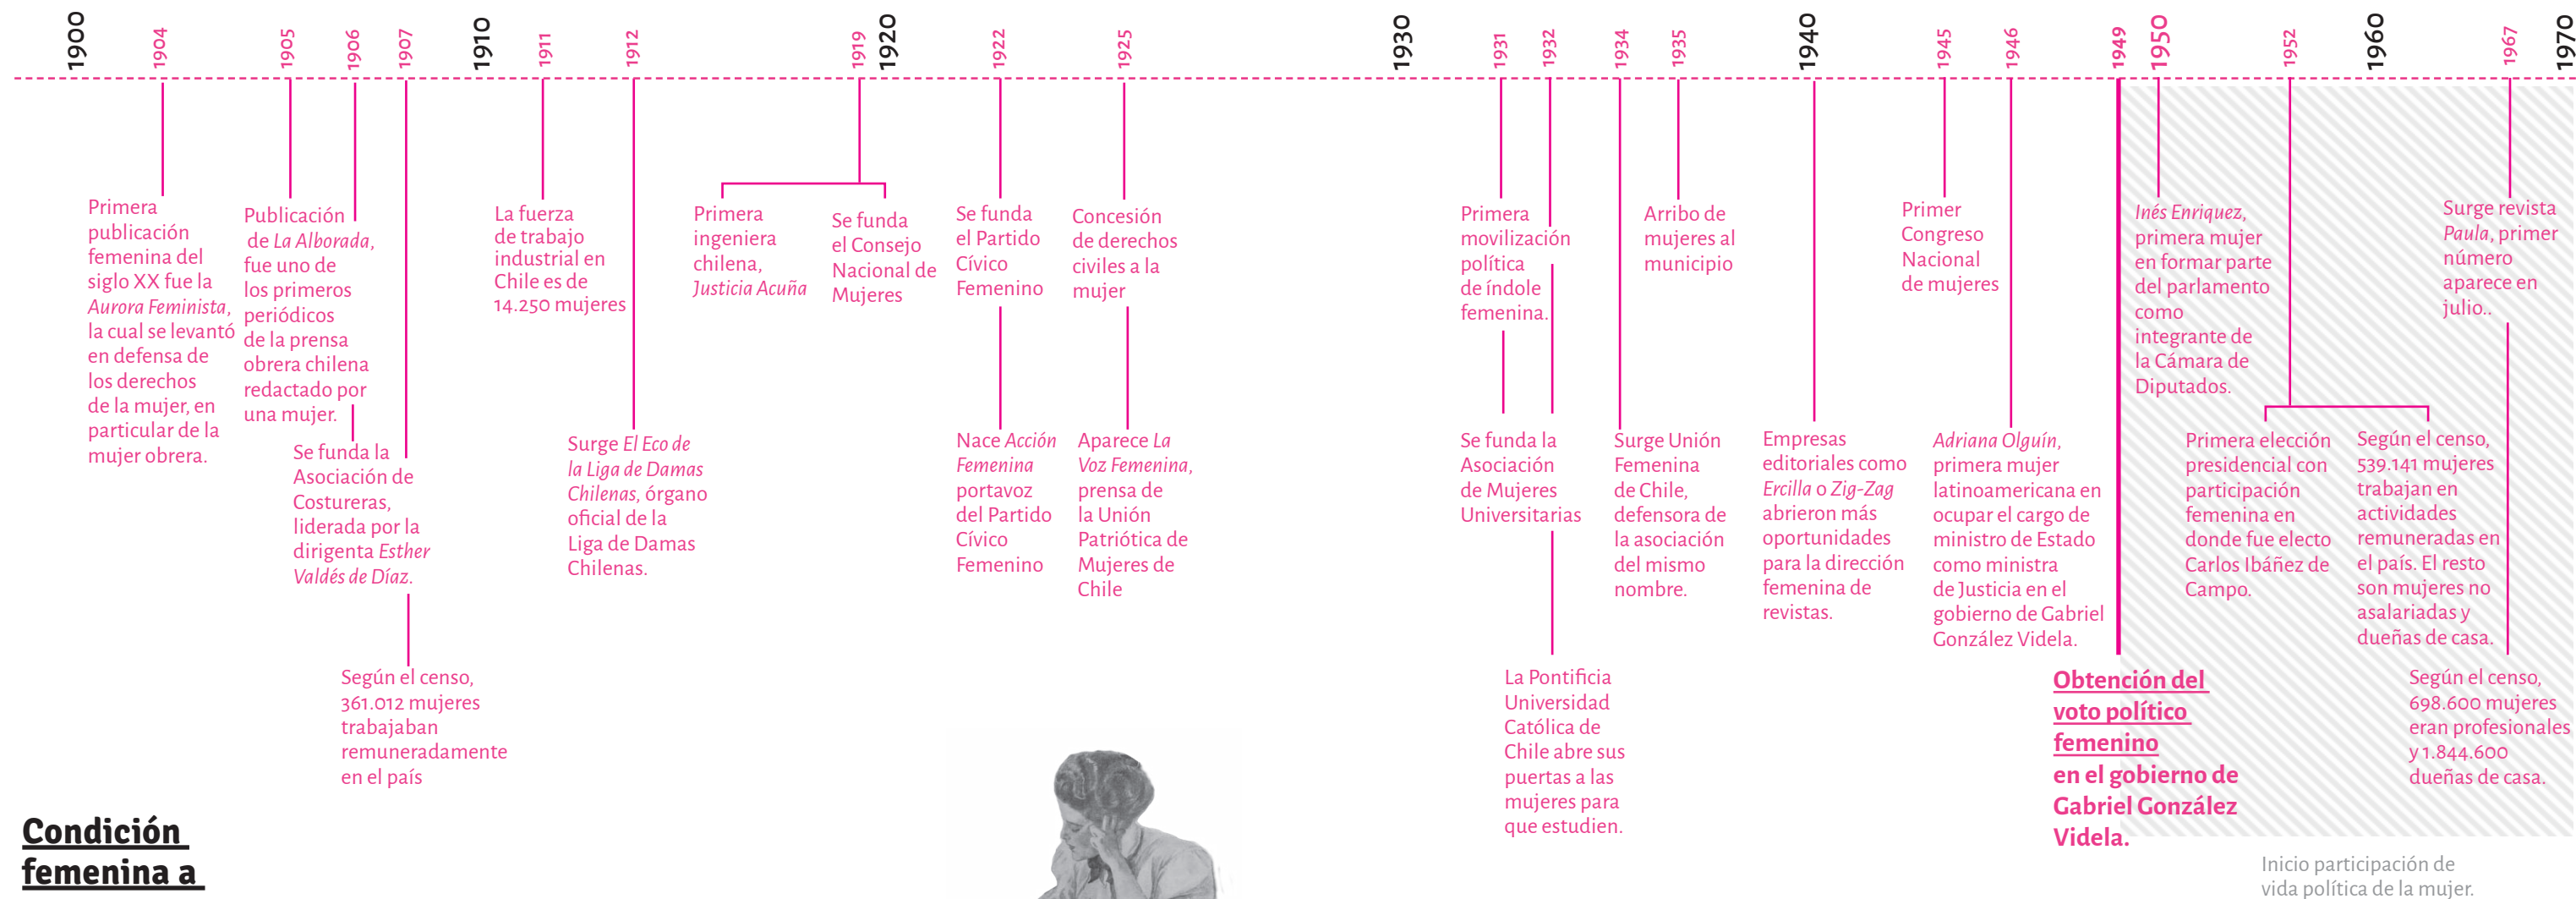 1900
1904
1905
1906
1907
1910
1911
1912
1919
1920
1922
1925
1930
1931
1932
1934
1935
1940
1945
1946
1949
1950
1952
1960
1967
1970
Primera
publicación
femenina del
siglo XX fue la
Aurora Feminista,
la cual se levantó
en defensa de
los derechos
de la mujer, en
particular de la
mujer obrera.
Publicación
de La Alborada,
fue uno de
los primeros
periódicos
de la prensa
obrera chilena
redactado por
una mujer.
Se funda la
Asociación de
Costureras,
liderada por la
dirigenta Esther
Valdés de Díaz.
Según el censo,
361.012 mujeres
trabajaban
remuneradamente
en el país
La fuerza
de trabajo
industrial en
Chile es de
14.250 mujeres
Surge El Eco de
la Liga de Damas
Chilenas, órgano
oficial de la
Liga de Damas
Chilenas.
Primera
ingeniera
chilena,
Justicia Acuña
Se funda
el Consejo
Nacional de
Mujeres
Se funda
el Partido
Cívico
Femenino
Nace Acción
Femenina
portavoz
del Partido
Cívico
Femenino
Concesión
de derechos
civiles a la
mujer
Aparece La
Voz Femenina,
prensa de
la Unión
Patriótica de
Mujeres de
Chile
Primera
movilización
política
de índole
femenina.
Se funda la
Asociación
de Mujeres
Universitarias
La Pontificia
Universidad
Católica de
Chile abre sus
puertas a las
mujeres para
que estudien.
Surge Unión
Femenina
de Chile,
defensora de
la asociación
del mismo
nombre.
Arribo de
mujeres al
municipio
Empresas
editoriales como
Ercilla o Zig-Zag
abrieron más
oportunidades
para la dirección
femenina de
revistas.
Primer
Congreso
Nacional
de mujeres
Adriana Olguín,
primera mujer
latinoamericana en
ocupar el cargo de
ministro de Estado
como ministra
de Justicia en el
gobierno de Gabriel
González Videla.
Obtención del
voto político
femenino
en el gobierno de
Gabriel González
Videla.
Inés Enriquez,
primera mujer
en formar parte
del parlamento
como
integrante de
la Cámara de
Diputados.
Primera elección
presidencial con
participación
femenina en
donde fue electo
Carlos Ibáñez de
Campo.
Según el censo,
539.141 mujeres
trabajan en
actividades
remuneradas en
el país. El resto
son mujeres no
asalariadas y
dueñas de casa.
Surge revista
Paula, primer
número
aparece en
julio..
Según el censo,
698.600 mujeres
eran profesionales
y 1.844.600
dueñas de casa.
Condición
femenina a
Inicio participación de
vida política de la mujer.